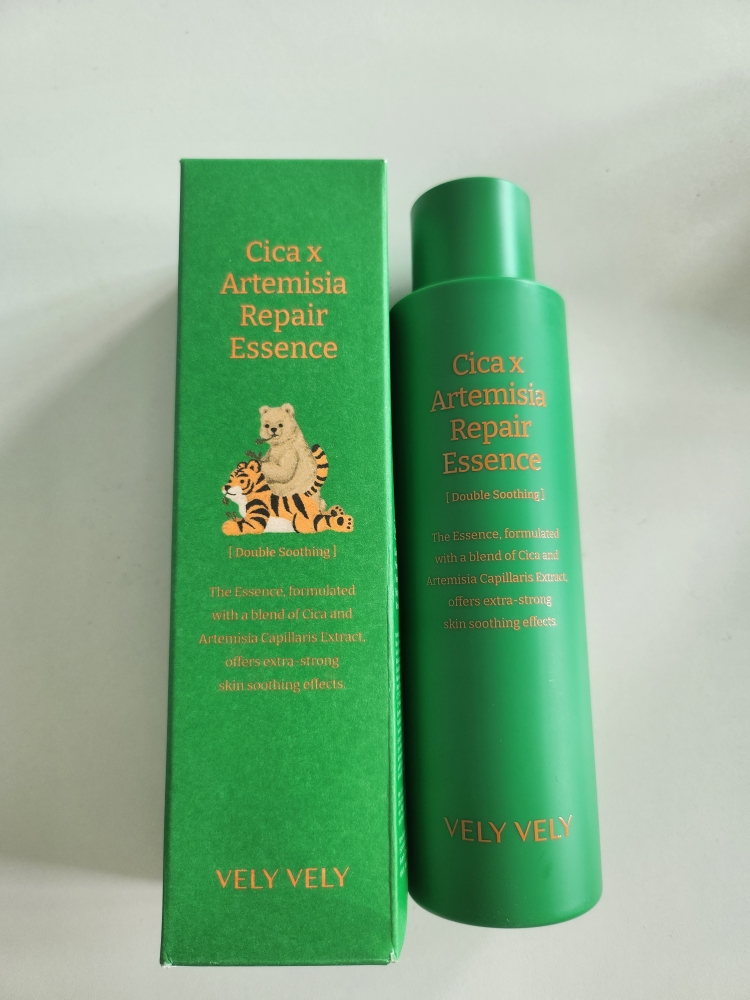 Cica x
Artemisia
Repair
Essence
[ Double Soothing ]
The Essence, formulated
with a blend of Cica and
Artemisia Capillaris Extract,
offers extra-strong
skin soothing effects.
VELY VELY
Cica x
Artemisia
Repair
Essence
[ Double Soothing ]
The Essence, formulated
with a blend of Cica and
Artemisia Capillaris Extract,
offers extra-strong
skin soothing effects.
VELY VELY